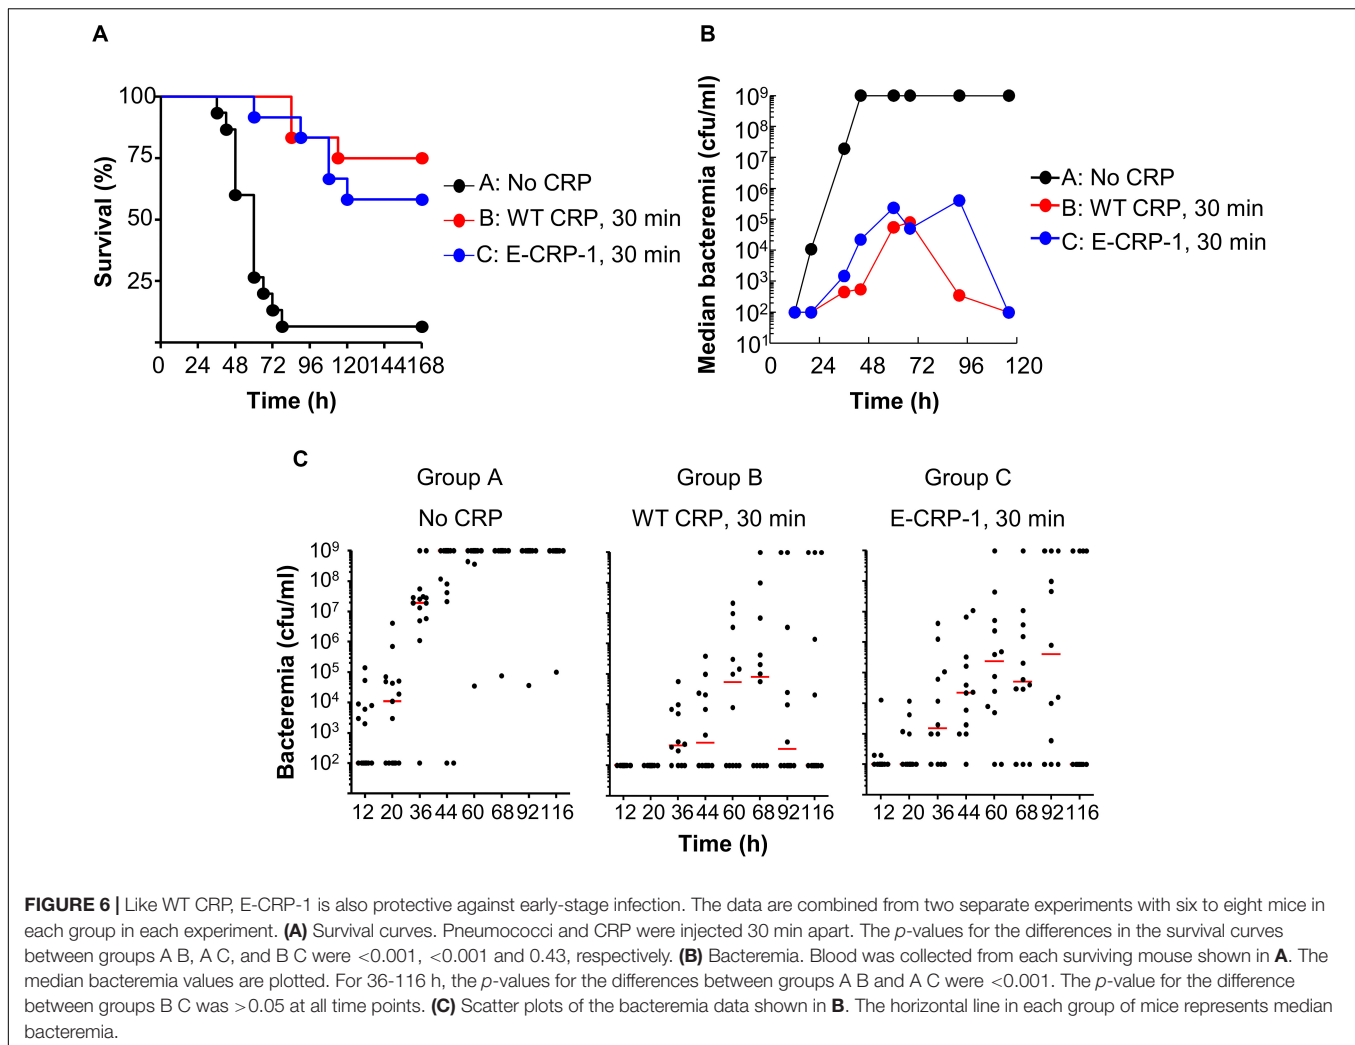 A
B
Survival (%)
100
75
50
25
0 24 48 72 96 120 144 168
Time (h)
A: No CRP
B: WT CRP, 30 min
C: E-CRP-1, 30 min
Median bacteremia (cfu/ml)
10⁹
10⁸
10⁷
10⁶
10⁵
10⁴
10³
10²
10¹
0 24 48 72 96 120
Time (h)
A: No CRP
B: WT CRP, 30 min
C: E-CRP-1, 30 min
C
Group A Group B Group C
No CRP WT CRP, 30 min E-CRP-1, 30 min
Bacteremia (cfu/ml)
10⁹
10⁸
10⁷
10⁶
10⁵
10⁴
10³
10²
12 20 36 44 60 68 92 116 12 20 36 44 60 68 92 116 12 20 36 44 60 68 92 116
Time (h)
FIGURE 6 | Like WT CRP, E-CRP-1 is also protective against early-stage infection. The data are combined from two separate experiments with six to eight mice in
each group in each experiment. (A) Survival curves. Pneumococci and CRP were injected 30 min apart. The p-values for the differences in the survival curves
between groups A B, A C, and B C were <0.001, <0.001 and 0.43, respectively. (B) Bacteremia. Blood was collected from each surviving mouse shown in A. The
median bacteremia values are plotted. For 36-116 h, the p-values for the differences between groups A B and A C were <0.001. The p-value for the difference
between groups B C was >0.05 at all time points. (C) Scatter plots of the bacteremia data shown in B. The horizontal line in each group of mice represents median
bacteremia.